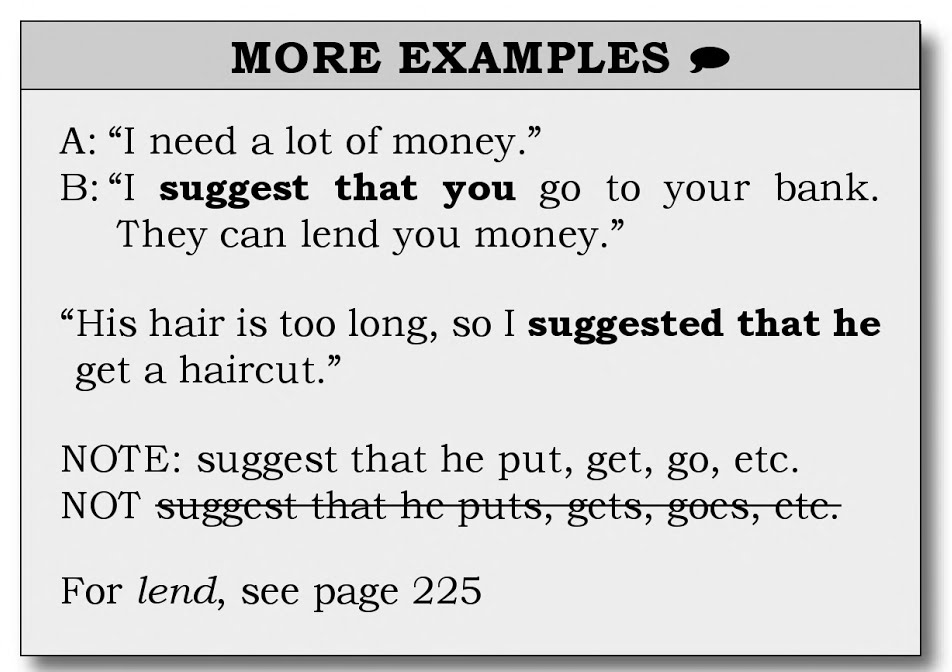 MORE EXAMPLES
A: “I need a lot of money.”
B: “I suggest that you go to your bank.
They can lend you money.”
“His hair is too long, so I suggested that he
get a haircut.”
NOTE: suggest that he put, get, go, etc.
NOT suggest that he puts, gets, goes, etc.
For lend, see page 225